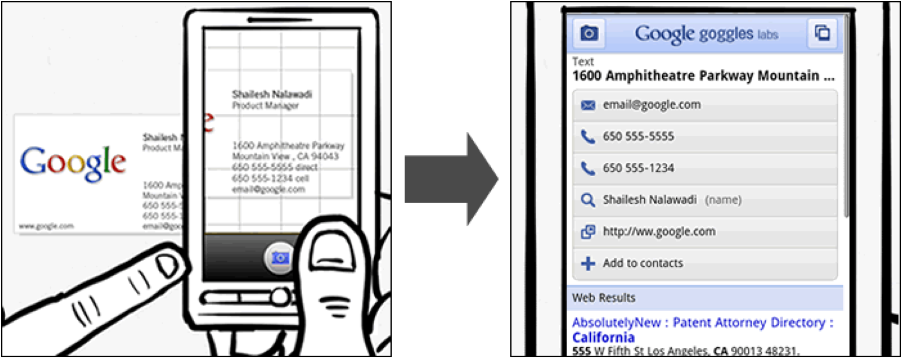 Google
www.google.com
Shailesh N
Product Ma
1600 Amp
Mountain V
650 555-5
650 555-1
email@goo
Shailesh Nalawadi
Product Manager
1600 Amphitheatre Parkway
Mountain View , CA 94043
650 555-5555 direct
650 555-1234 cell
email@google.com
e
Google goggles labs
Text
1600 Amphitheatre Parkway Mountain ...
email@google.com
650 555-5555
650 555-1234
Shailesh Nalawadi (name)
http://ww.google.com
Add to contacts
Web Results
AbsolutelyNew : Patent Attorney Directory :
California
555 W Fifth St Los Angeles, CA 90013 48231.